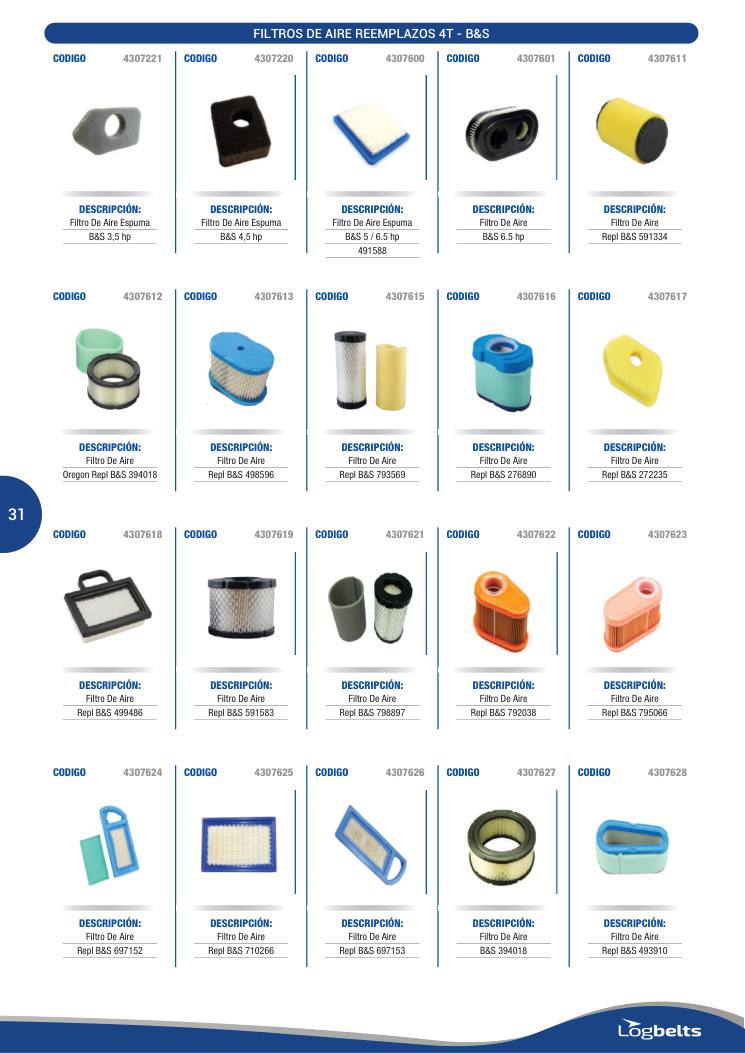 FILTROS DE AIRE REEMPLAZOS 4T - B&S
CODIGO 4307221
DESCRIPCIÓN:
Filtro De Aire Espuma
B&S 3,5 hp
CODIGO 4307220
DESCRIPCIÓN:
Filtro De Aire Espuma
B&S 4,5 hp
CODIGO 4307600
DESCRIPCIÓN:
Filtro De Aire Espuma
B&S 5 / 6.5 hp
491588
CODIGO 4307601
DESCRIPCIÓN:
Filtro De Aire
B&S 6.5 hp
CODIGO 4307611
DESCRIPCIÓN:
Filtro De Aire
Repl B&S 591334
CODIGO 4307612
DESCRIPCIÓN:
Filtro De Aire
Oregon Repl B&S 394018
CODIGO 4307613
DESCRIPCIÓN:
Filtro De Aire
Repl B&S 498596
CODIGO 4307615
DESCRIPCIÓN:
Filtro De Aire
Repl B&S 793569
CODIGO 4307616
DESCRIPCIÓN:
Filtro De Aire
Repl B&S 276890
CODIGO 4307617
DESCRIPCIÓN:
Filtro De Aire
Repl B&S 272235
31
CODIGO 4307618
DESCRIPCIÓN:
Filtro De Aire
Repl B&S 499486
CODIGO 4307619
DESCRIPCIÓN:
Filtro De Aire
Repl B&S 591583
CODIGO 4307621
DESCRIPCIÓN:
Filtro De Aire
Repl B&S 798897
CODIGO 4307622
DESCRIPCIÓN:
Filtro De Aire
Repl B&S 792038
CODIGO 4307623
DESCRIPCIÓN:
Filtro De Aire
Repl B&S 795066
CODIGO 4307624
DESCRIPCIÓN:
Filtro De Aire
Repl B&S 697152
CODIGO 4307625
DESCRIPCIÓN:
Filtro De Aire
Repl B&S 710266
CODIGO 4307626
DESCRIPCIÓN:
Filtro De Aire
Repl B&S 697153
CODIGO 4307627
DESCRIPCIÓN:
Filtro De Aire
B&S 394018
CODIGO 4307628
DESCRIPCIÓN:
Filtro De Aire
Repl B&S 493910
Logbelts